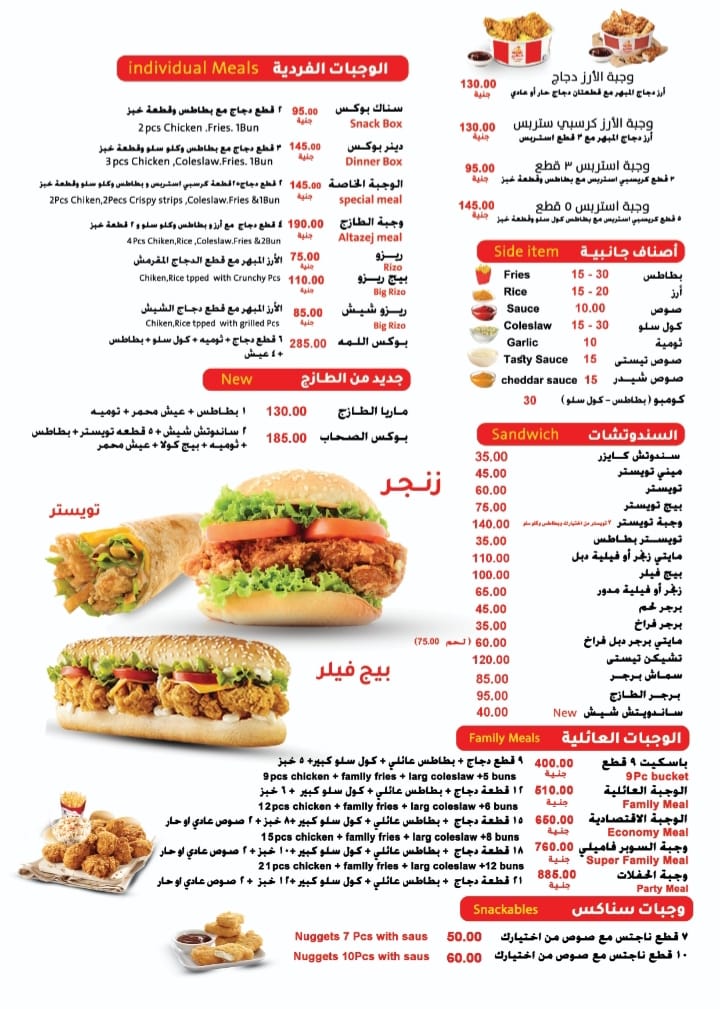 وجبة الأرز دجاج 130.00 جنية
أرز دجاج المبهر مع قطعتان دجاج حار أو عادي
وجبة الأرز كرسبي ستربس 130.00 جنية
أرز دجاج المبهر مع ٣ قطع استربس
وجبة استربس ٣ قطع 95.00 جنية
٣ قطع كريسبي استربس مع بطاطس وقطعة خبز
وجبة استربس ٥ قطع 145.00 جنية
٥ قطع كريسبي استربس مع بطاطس كول سلو وقطعة خبز
الوجبات الفردية individual Meals
سناك بوكس 95.00 ٢ قطع دجاج مع بطاطس وقطعة خبز
Snack Box جنية 2 pcs Chicken .Fries. 1Bun
دينر بوكس 145.00 ٣ قطع دجاج مع بطاطس وكلو سلو وقطعة خبز
Dinner Box جنية 3 pcs Chicken ,Coleslaw.Fries. 1Bun
الوجبة الخاصة 145.00 ٢ قطع دجاج+٢قطعة كرسبي استربس و بطاطس وكلو سلو وقطعة خبز
special meal جنية 2Pcs Chiken,2Pecs Crispy strips ,Coleslaw.Fries &1Bun
وجبة الطازج 190.00 ٤ قطع دجاج مع أرز و بطاطس وكلو سلو و ٢ قطعة خبز
Altazej meal جنية 4Pcs Chiken,Rice ,Coleslaw.Fries &2Bun
ريـزو 75.00 الأرز المبهر مع قطع الدجاج المقرمش
Rizo جنية
بيج ريـزو 110.00 Chiken,Rice tpped with Crunchy Pcs
Big Rizo جنية
ريـزو شيش 85.00 الأرز المبهر مع قطع دجاج الشيش
Big Rizo جنية Chiken,Rice tpped with grilled Pcs
بوكس اللمه 285.00 ٦ قطع دجاج + ثوميه + كول سلو + بطاطس
+ ٤ عيش
جديد من الطازج New
ماريا الطازج 130.00 ١ بطاطس + عيش محمر + ثوميه
بوكس الصحاب 185.00 ٢ ساندوتش شيش + ٥ قطعه تويستر + بطاطس
+ ثوميه + بيج كولا + عيش محمر
أصناف جانبية Side item
Fries 15 - 30 بطاطس
Rice 15 - 20 أرز
Sauce 10.00 صوص
Coleslaw 15 - 30 كول سلو
Garlic 10 ثومية
Tasty Sauce 15 صوص تيستى
cheddar sauce 15 صوص شيدر
كومبو ( بطاطس - كول سلو ) 30
السندوتشات Sandwich
سندوتش كايزر 35.00
ميني تويستر 45.00
تويستر 60.00
بيج تويستر 75.00
وجبة تويستر ٢ تويستر من اختيارك وبطاطس وكلو سلو 140.00
تويستر بطاطس 35.00
مايتي زنجر أو فيلية دبل 110.00
بيج فيلر 100.00
زنجر أو فيلية مدور 65.00
برجر لحم 45.00
برجر فراخ 35.00
مايتي برجر دبل فراخ 60.00 ( لحم 75.00)
تشيكن تيستى 120.00
سماش برجر 85.00
برجر الطازج 95.00
ساندويتش شيش New 40.00
زنجر
تويستر
بيج فيلر
الوجبات العائلية Family Meals
باسكيت ٩ قطع 400.00 ٩ قطع دجاج + بطاطس عائلي + كول سلو كبير+ ٥ خبز
9Pc bucket جنية 9pcs chicken + family fries + larg coleslaw +5 buns
الوجبة العائلية 510.00 ١٢ قطعة دجاج + بطاطس عائلي + كول سلو كبير + ٦ خبز
Family Meal جنية 12pcs chicken + family fries + larg coleslaw +6 buns
الوجبة الاقتصادية 650.00 ١٥ قطعة دجاج + بطاطس عائلي + كول سلو كبير +٨ خبز + ٢ صوص عادي او حار
Economy Meal جنية 15pcs chicken + family fries + larg coleslaw +8 buns
وجبة السوبر فاميلي 760.00 ١٨ قطعة دجاج + بطاطس عائلي + كول سلو كبير +١٠ خبز + ٢ صوص عادي او حار
Super Family Meal جنية 21pcs chicken + family fries + larg coleslaw +12 buns
وجبة الحفلات 885.00 ٢١ قطعة دجاج + بطاطس عائلي + كول سلو كبير +١٢ خبز + ٢ صوص عادي او حار
Party Meal جنية
وجبات سناكس Snackables
٧ قطع ناجتس مع صوص من اختيارك 50.00 Nuggets 7 Pcs with saus
١٠ قطع ناجتس مع صوص من اختيارك 60.00 Nuggets 10Pcs with saus